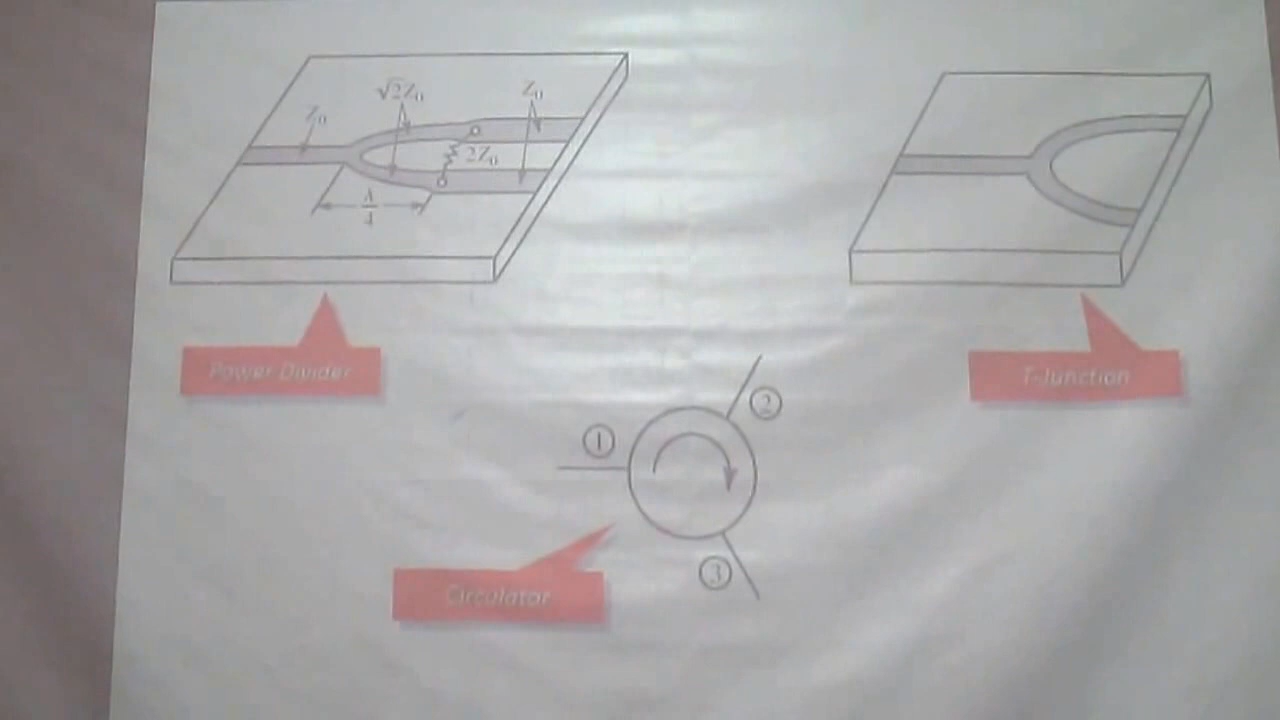 Z₀
√2Z₀
Z₀
2Z₀
λ/4
Power Divider
T-Junction
①
②
③
Circulator